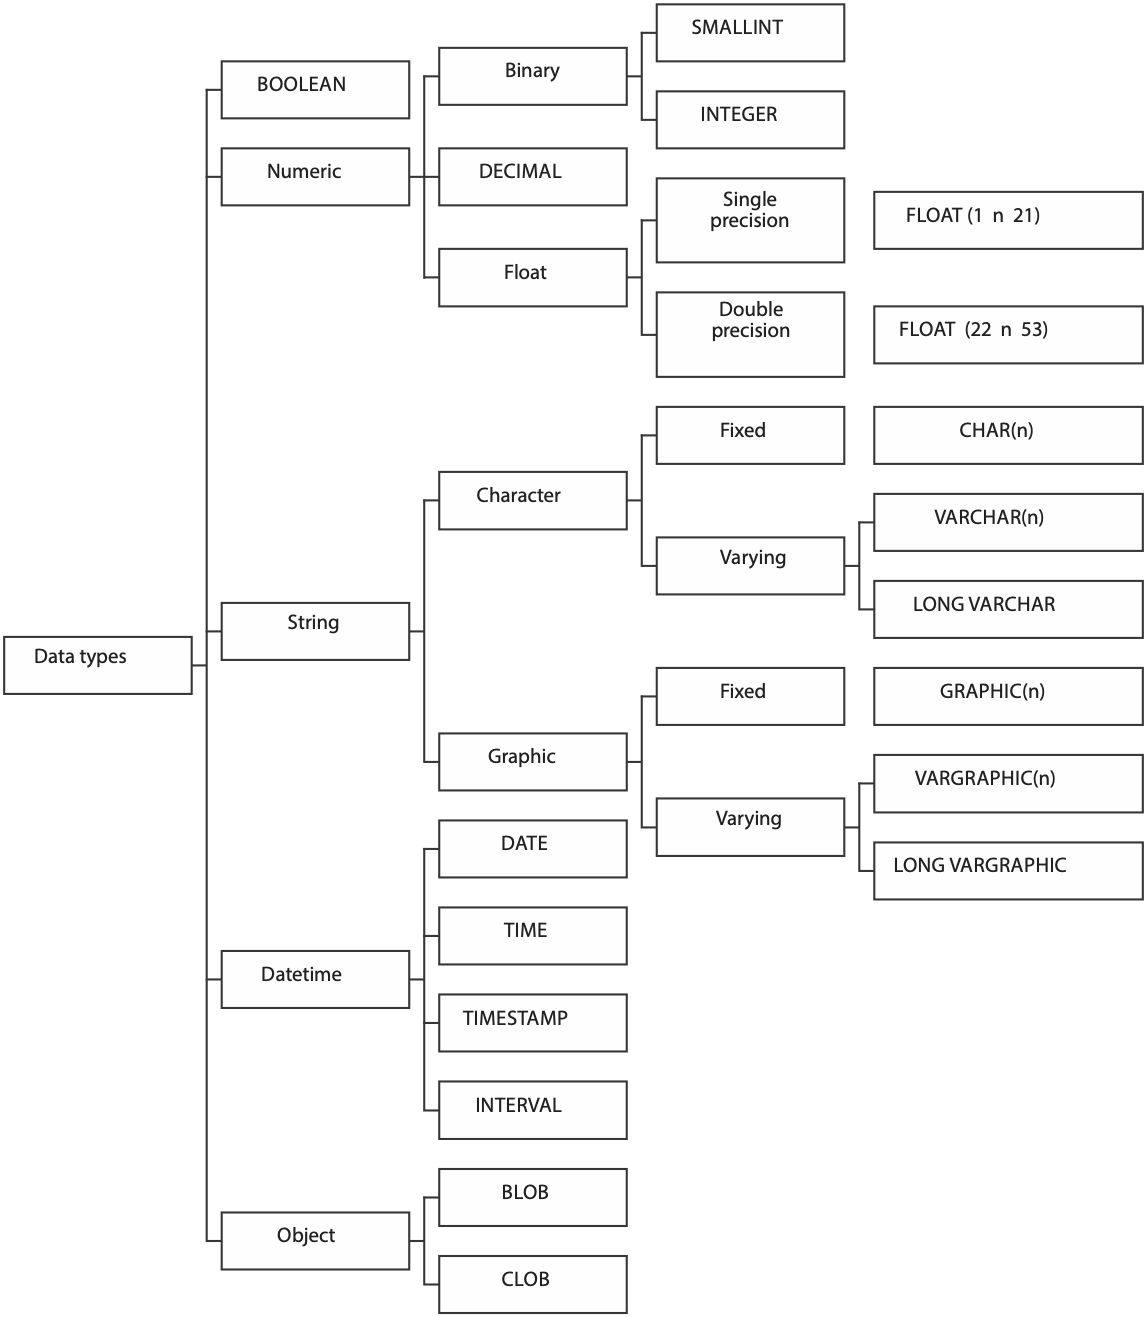 SMALLINT
Binary
BOOLEAN
INTEGER
Numeric
DECIMAL
Single
precision
FLOAT (1 n 21)
Float
Double
precision
FLOAT (22 n 53)
Fixed
CHAR(n)
Character
VARCHAR(n)
Varying
LONG VARCHAR
String
Data types
Fixed
GRAPHIC(n)
Graphic
VARGRAPHIC(n)
Varying
DATE
LONG VARGRAPHIC
TIME
Datetime
TIMESTAMP
INTERVAL
BLOB
Object
CLOB